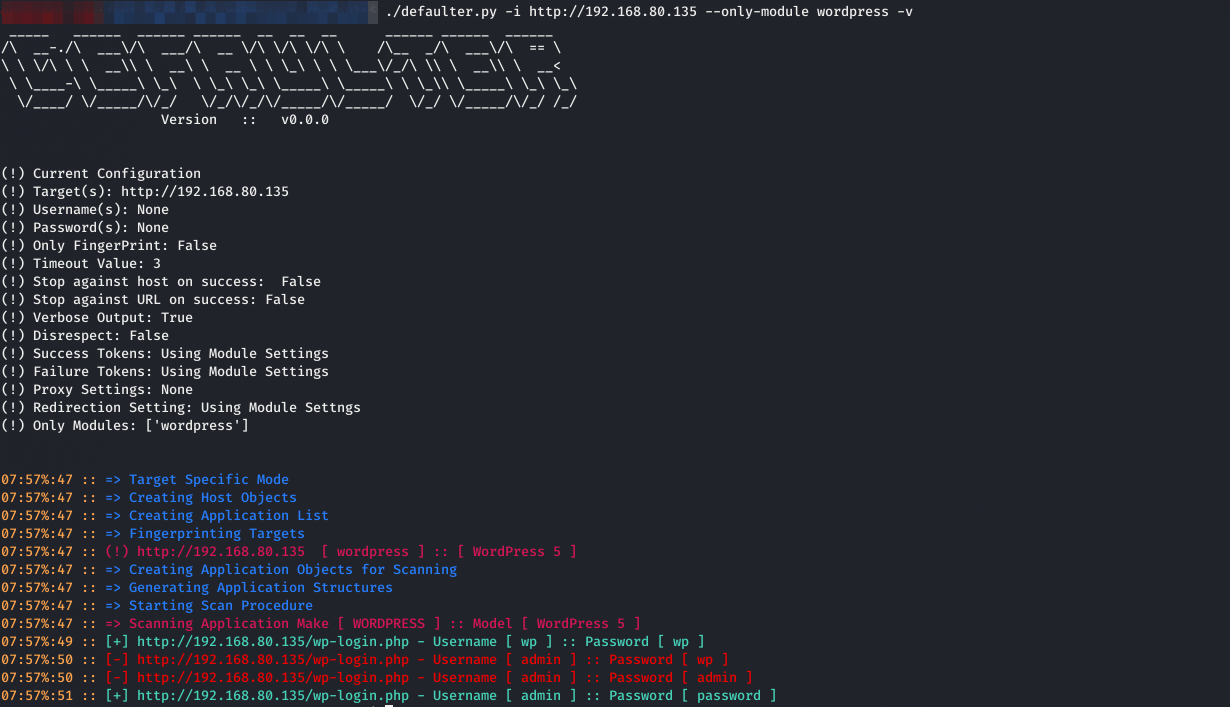 ./defaulter.py -i http://192.168.80.135 --only-module wordpress -v
Version :: v0.0.0
(!) Current Configuration
(!) Target(s): http://192.168.80.135
(!) Username(s): None
(!) Password(s): None
(!) Only FingerPrint: False
(!) Timeout Value: 3
(!) Stop against host on success:  False
(!) Stop against URL on success: False
(!) Verbose Output: True
(!) Disrespect: False
(!) Success Tokens: Using Module Settings
(!) Failure Tokens: Using Module Settings
(!) Proxy Settings: None
(!) Redirection Setting: Using Module Settngs
(!) Only Modules: ['wordpress']
07:57%:47 :: => Target Specific Mode
07:57%:47 :: => Creating Host Objects
07:57%:47 :: => Creating Application List
07:57%:47 :: => Fingerprinting Targets
07:57%:47 :: (!) http://192.168.80.135  [ wordpress ] :: [ WordPress 5 ]
07:57%:47 :: => Creating Application Objects for Scanning
07:57%:47 :: => Generating Application Structures
07:57%:47 :: => Starting Scan Procedure
07:57%:47 :: => Scanning Application Make [ WORDPRESS ] :: Model [ WordPress 5 ]
07:57%:49 :: [+] http://192.168.80.135/wp-login.php - Username [ wp ] :: Password [ wp ]
07:57%:50 :: [-] http://192.168.80.135/wp-login.php - Username [ admin ] :: Password [ wp ]
07:57%:50 :: [-] http://192.168.80.135/wp-login.php - Username [ admin ] :: Password [ admin ]
07:57%:51 :: [+] http://192.168.80.135/wp-login.php - Username [ admin ] :: Password [ password ]